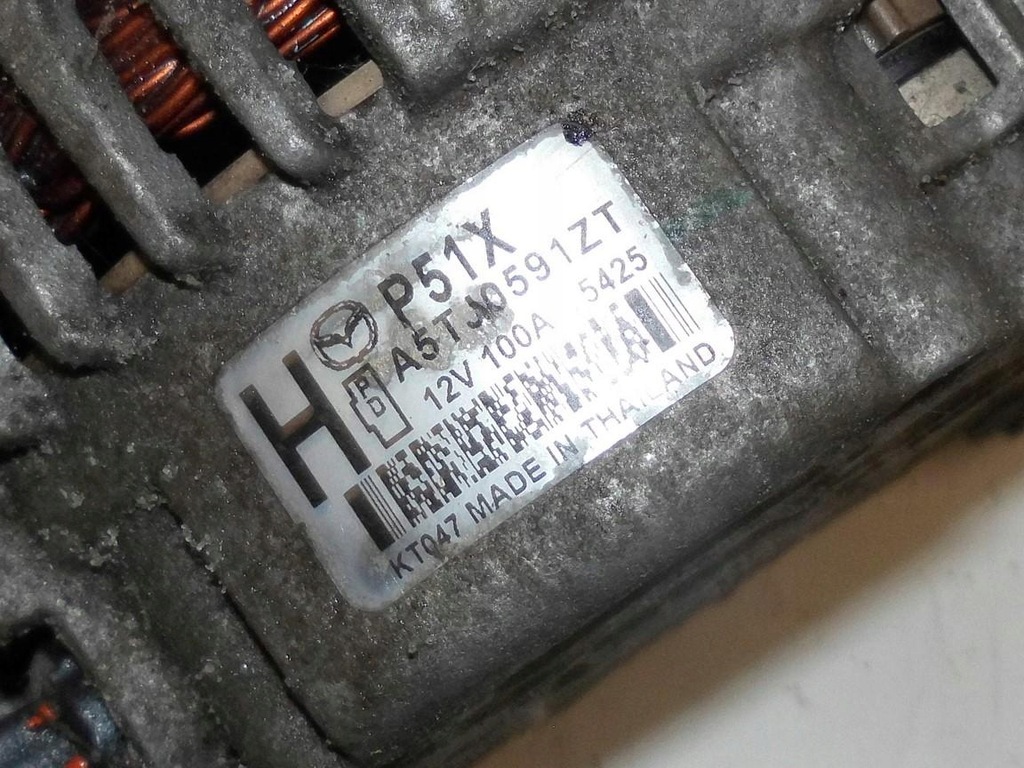 P51X
A5TJ0591ZT
12V 100A 5425
H
P
D
KT047 MADE IN THAILAND